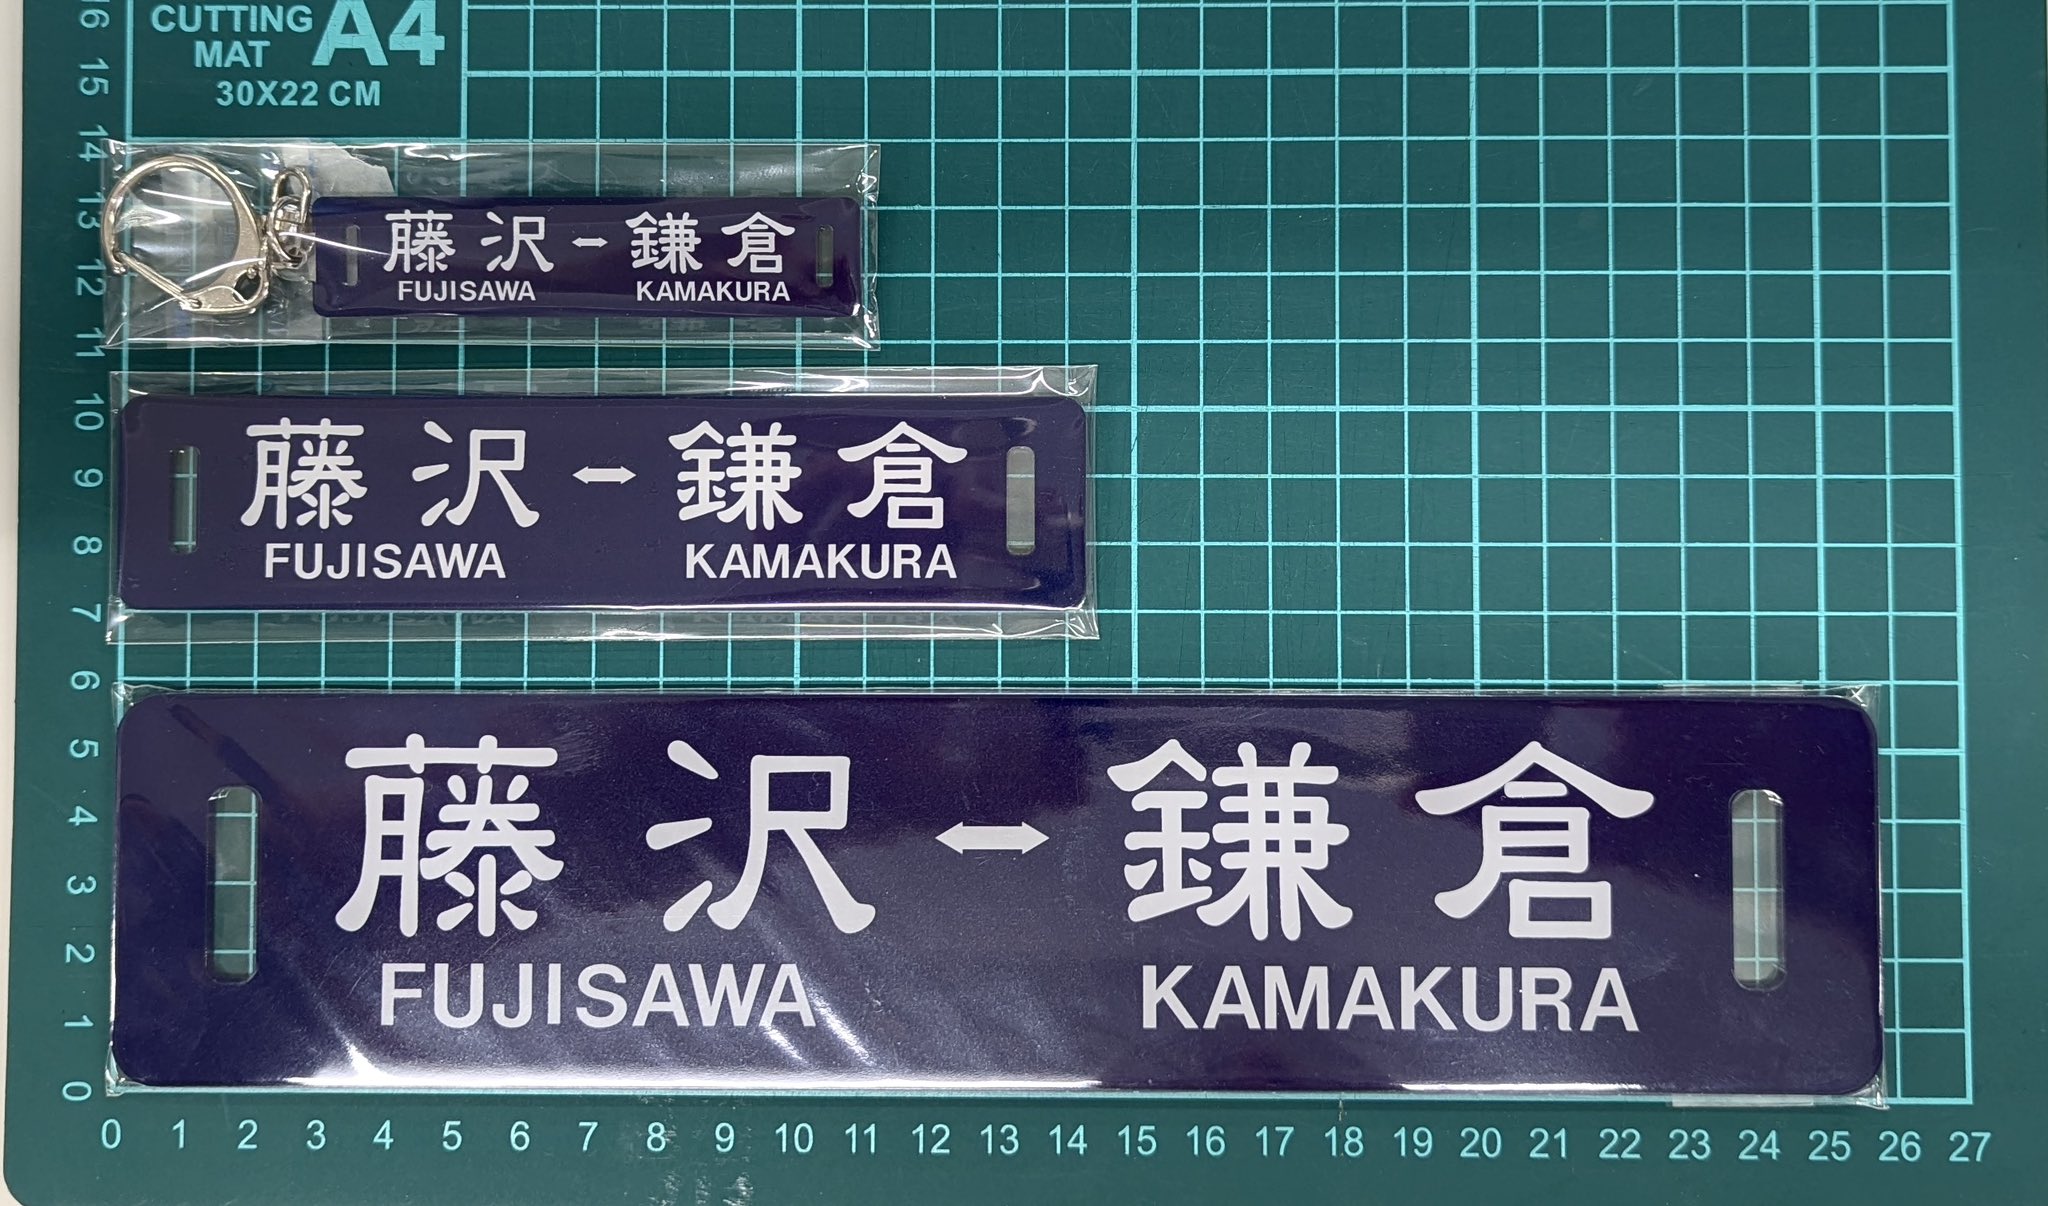 CUTTING
MAT
A4
30X22 CM
16
15
14
13
12
11
10
9
8
7
6
5
4
3
2
1
0
藤沢↔鎌倉
FUJISAWA KAMAKURA
藤沢↔鎌倉
FUJISAWA KAMAKURA
藤沢↔鎌倉
FUJISAWA KAMAKURA
0 1 2 3 4 5 6 7 8 9 10 11 12 13 14 15 16 17 18 19 20 21 22 23 24 25 26 27